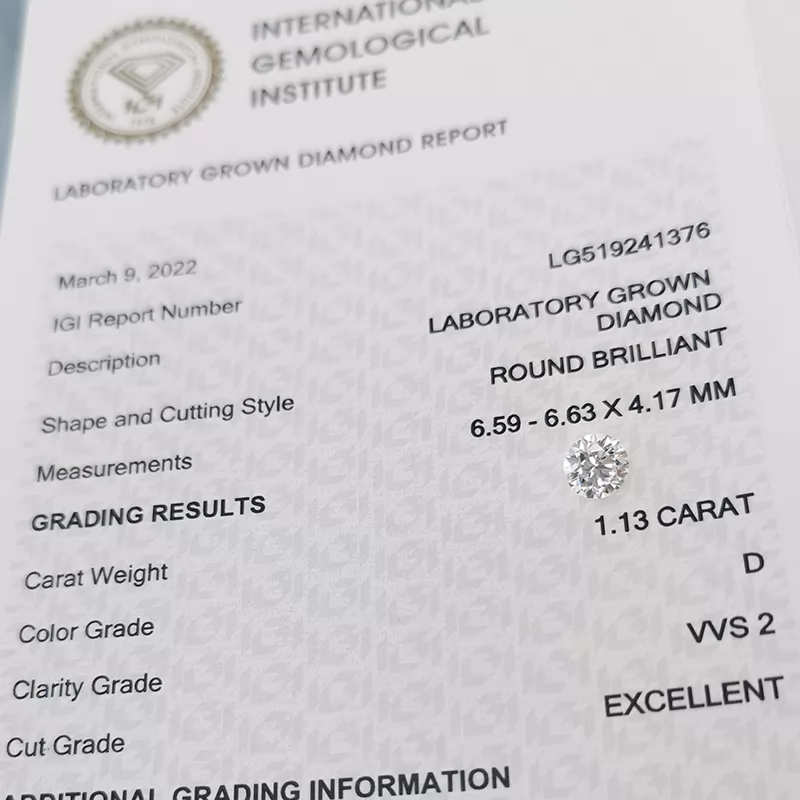 INTERNATIONAL
GEMOLOGICAL
INSTITUTE
LABORATORY GROWN DIAMOND REPORT
March 9, 2022
IGI Report Number LG519241376
Description LABORATORY GROWN
DIAMOND
Shape and Cutting Style ROUND BRILLIANT
Measurements 6.59 - 6.63 X 4.17 MM
GRADING RESULTS
Carat Weight 1.13 CARAT
Color Grade D
Clarity Grade VVS 2
Cut Grade EXCELLENT
ADDITIONAL GRADING INFORMATION